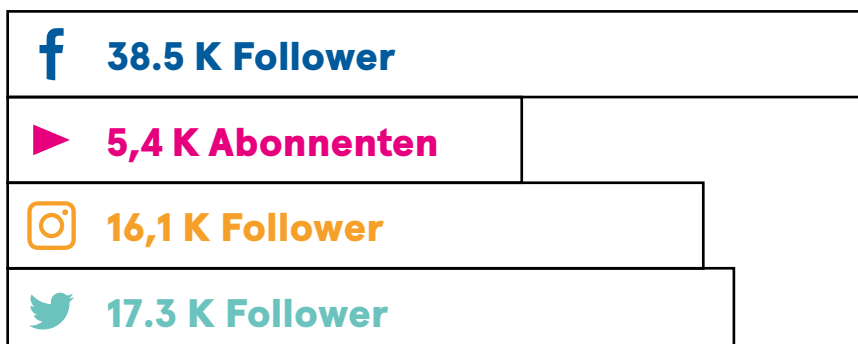 38.5 K Follower
5,4 K Abonnenten
16,1 K Follower
17.3 K Follower